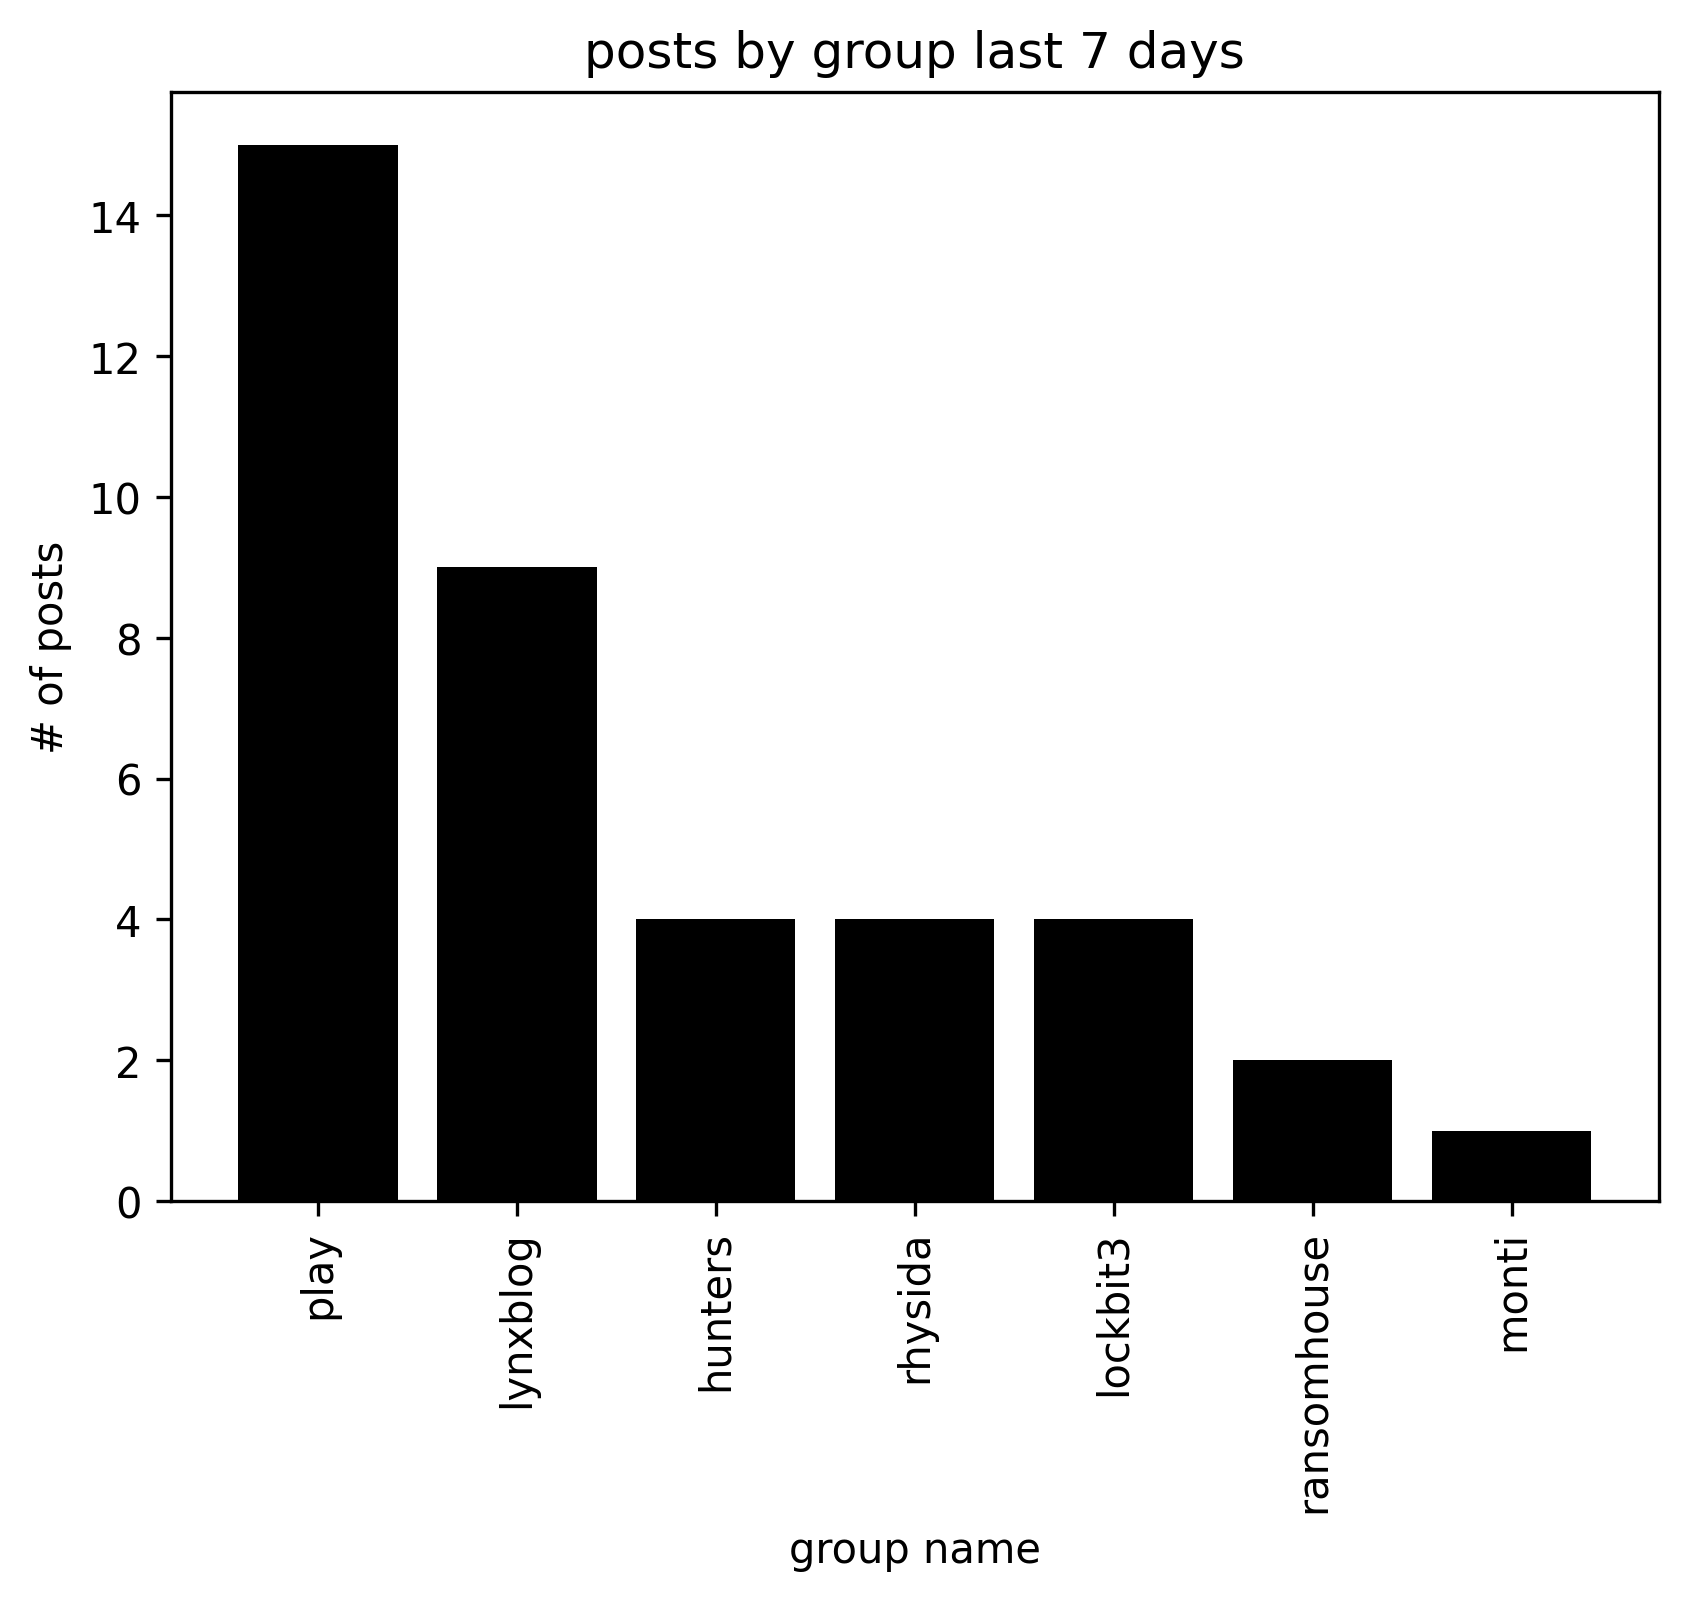 posts by group last 7 days
# of posts
14
12
10
8
6
4
2
0
play
lynxblog
hunters
rhysida
lockbit3
ransomhouse
monti
group name